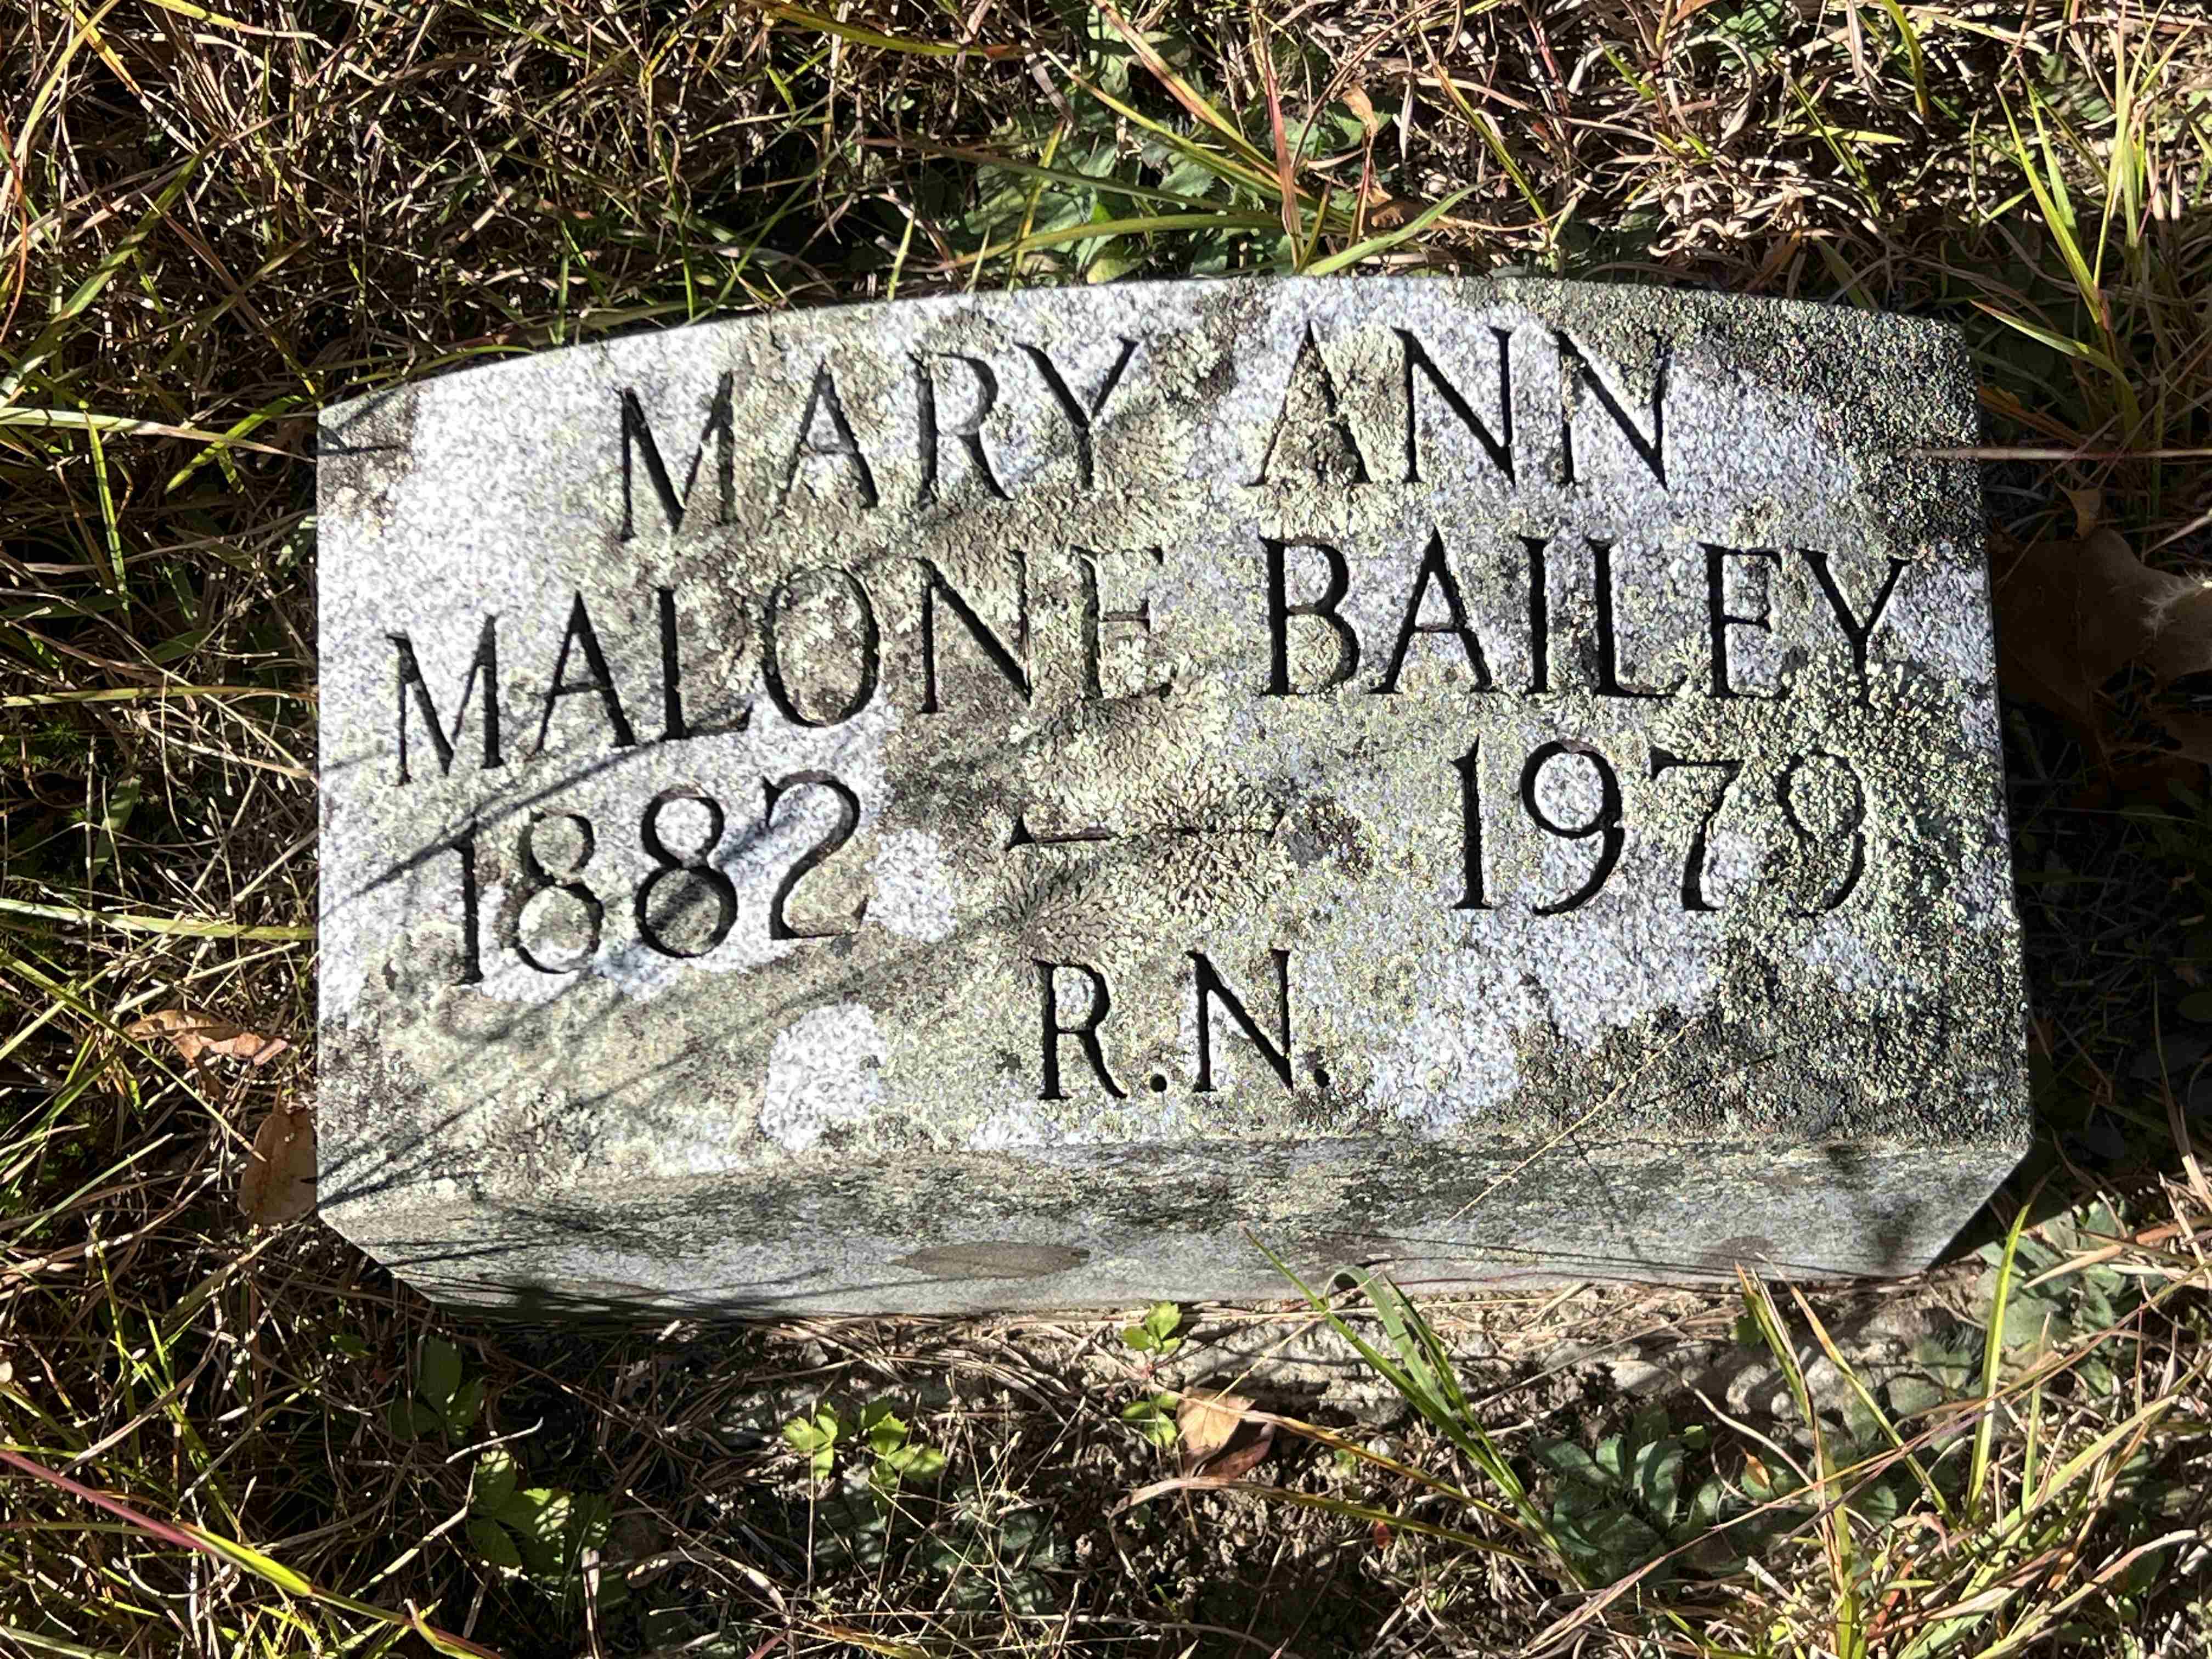 MARY ANN
MALONE BAILEY
1882 — 1979
R.N.